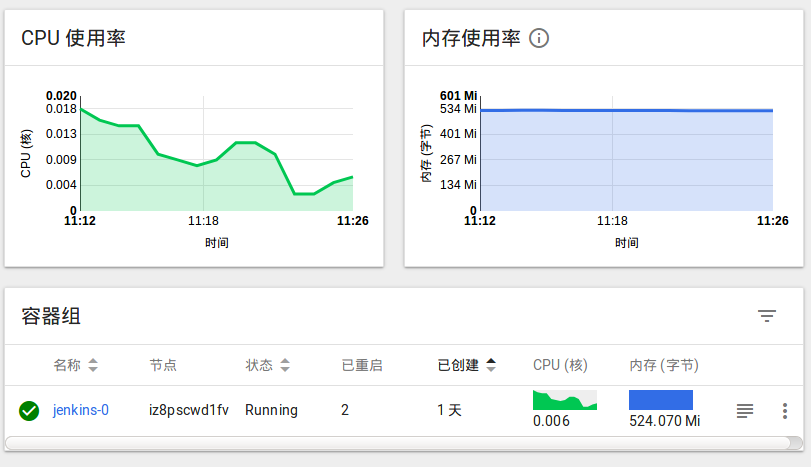 CPU 使用率
内存使用率
0.020
0.018
0.013
0.009
0.004
0
CPU (核)
11:12 11:18 11:26
时间
601 Mi
534 Mi
401 Mi
267 Mi
134 Mi
0
内存 (字节)
11:12 11:18 11:26
时间
容器组
名称 节点 状态 已重启 已创建 CPU (核) 内存 (字节)
jenkins-0 iz8pscwd1fv Running 2 1 天 0.006 524.070 Mi